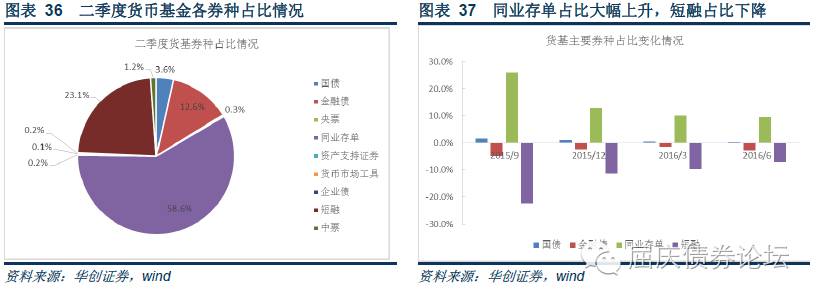 图表 36 二季度货币基金各券种占比情况
二季度货基券种占比情况
1.2%
3.6%
12.6%
0.3%
23.1%
0.2%
0.1%
0.2%
58.6%
国债
金融债
央票
同业存单
资产支持证券
货币市场工具
企业债
短融
中票
资料来源：华创证券，wind
图表 37 同业存单占比大幅上升，短融占比下降
货基主要券种占比变化情况
30.0%
20.0%
10.0%
0.0%
-10.0%
-20.0%
-30.0%
2015/9 2015/12 2016/3 2016/6
国债 金融债 同业存单 短融
资料来源：华创证券，wind
屈庆债券论坛